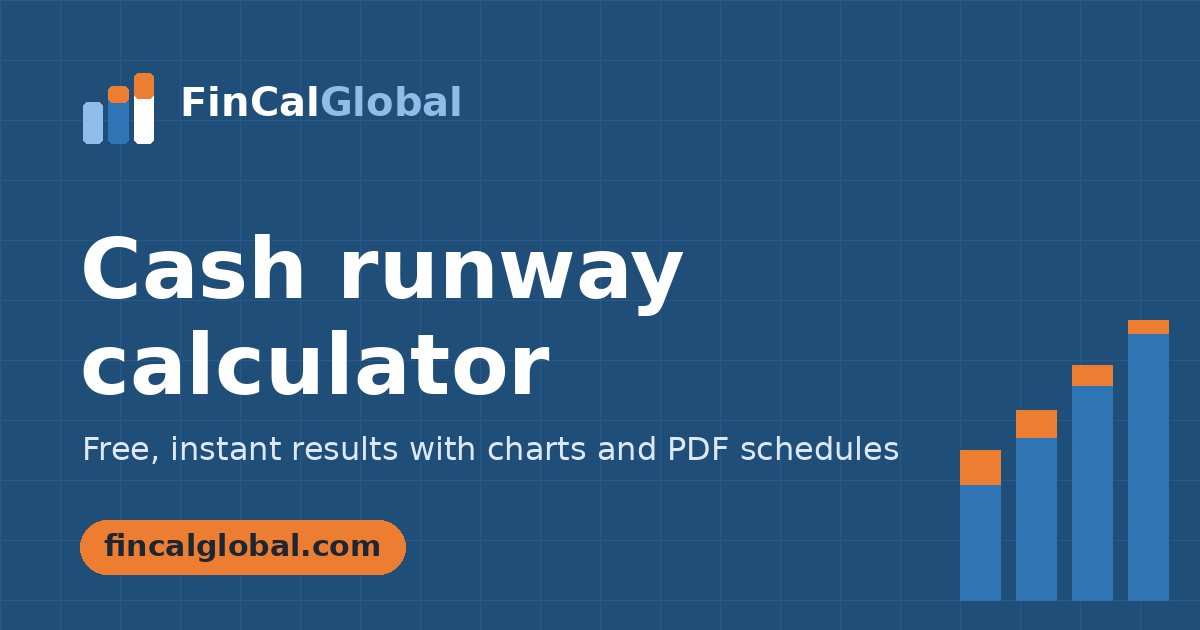 FinCalGlobal
Cash runway
calculator
Free, instant results with charts and PDF schedules
fincalglobal.com